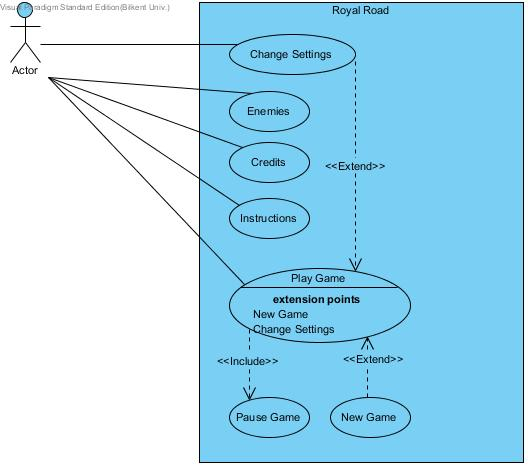 Visual Paradigm Standard Edition(Bilkent Univ.)
Royal Road
Actor
Change Settings
Enemies
Credits
<<Extend>>
Instructions
Play Game
extension points
New Game
Change Settings
<<Include>>
<<Extend>>
Pause Game
New Game